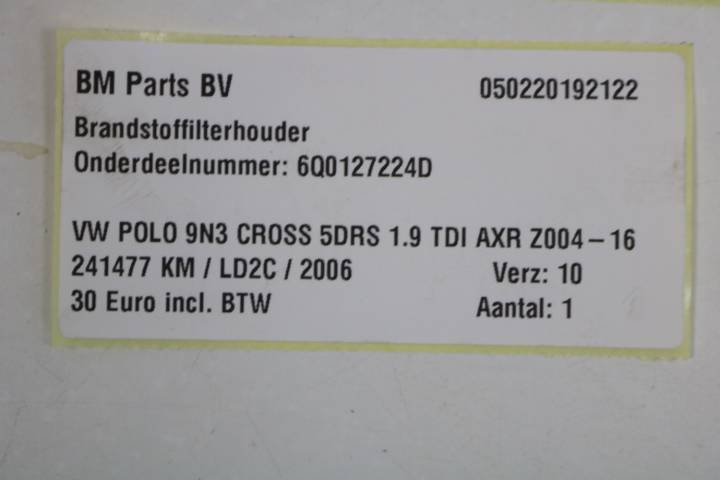 BM Parts BV 050220192122
Brandstoffilterhouder
Onderdeelnummer: 6Q0127224D
VW POLO 9N3 CROSS 5DRS 1.9 TDI AXR Z004-16
241477 KM / LD2C / 2006 Verz: 10
30 Euro incl. BTW Aantal: 1